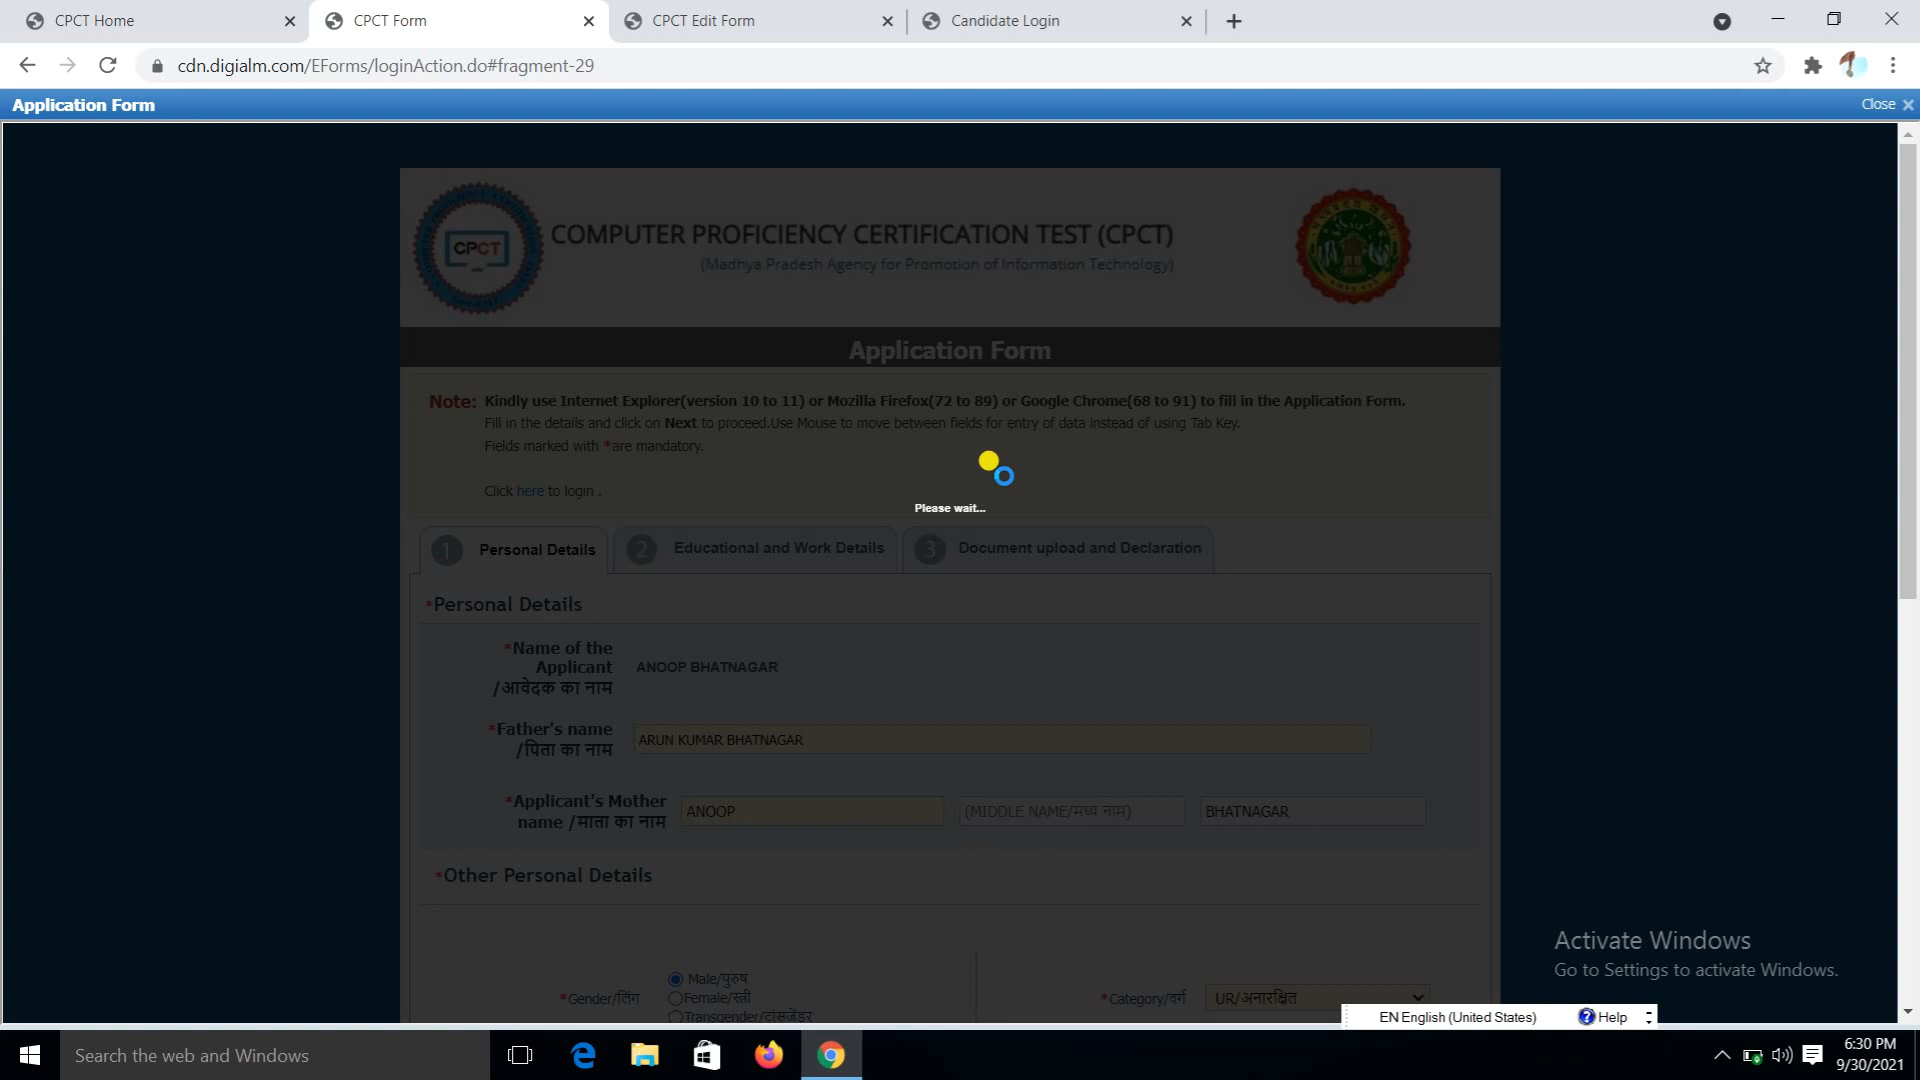 CPCT Home
CPCT Form
CPCT Edit Form
Candidate Login
cdn.digialm.com/EForms/loginAction.do#fragment-29
Application Form
Close
CPCT
COMPUTER PROFICIENCY CERTIFICATION TEST (CPCT)
(Madhya Pradesh Agency for Promotion of Information Technology)
Application Form
Note: Kindly use Internet Explorer(version 10 to 11) or Mozilla Firefox(72 to 89) or Google Chrome(68 to 91) to fill in the Application Form.
Fill in the details and click on Next to proceed.Use Mouse to move between fields for entry of data instead of using Tab Key.
Fields marked with *are mandatory.
Click here to login .
Please wait...
1 Personal Details
2 Educational and Work Details
3 Document upload and Declaration
*Personal Details
*Name of the
Applicant
/आवेदक का नाम
ANOOP BHATNAGAR
*Father's name
/पिता का नाम
ARUN KUMAR BHATNAGAR
*Applicant's Mother
name /माता का नाम
ANOOP
(MIDDLE NAME/मध्य नाम)
BHATNAGAR
*Other Personal Details
*Gender/लिंग
Male/पुरुष
Female/स्त्री
Transgender/ट्रांसजेंडर
*Category/वर्ग
UR/अनारक्षित
Activate Windows
Go to Settings to activate Windows.
EN English (United States)
Help
Search the web and Windows
6:30 PM
9/30/2021